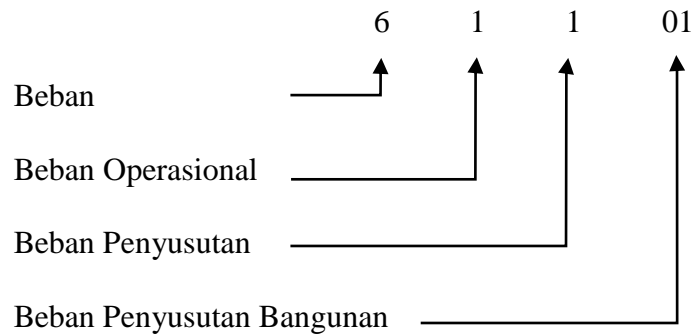 6 1 1 01
Beban
Beban Operasional
Beban Penyusutan
Beban Penyusutan Bangunan